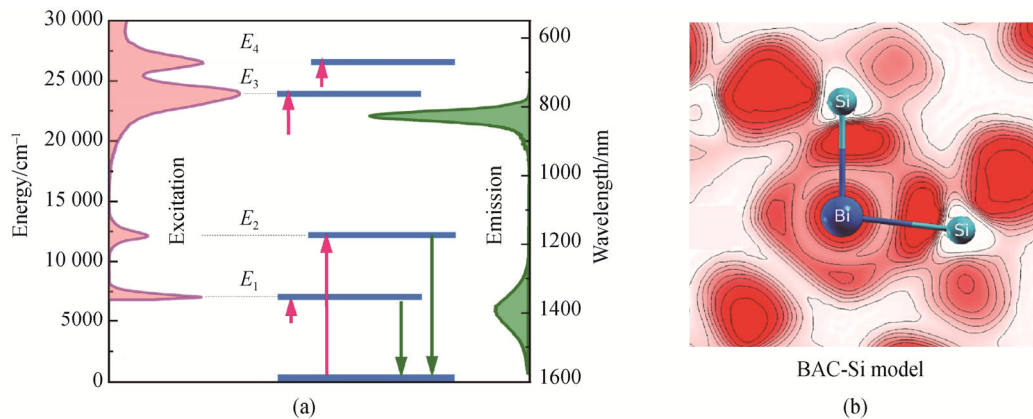 30 000
25 000
20 000
15 000
10 000
5000
0
Energy/cm⁻¹
Excitation
E₄
E₃
E₂
E₁
Emission
600
800
1000
1200
1400
1600
Wavelength/nm
(a)
Si
Bi
Si
BAC-Si model
(b)